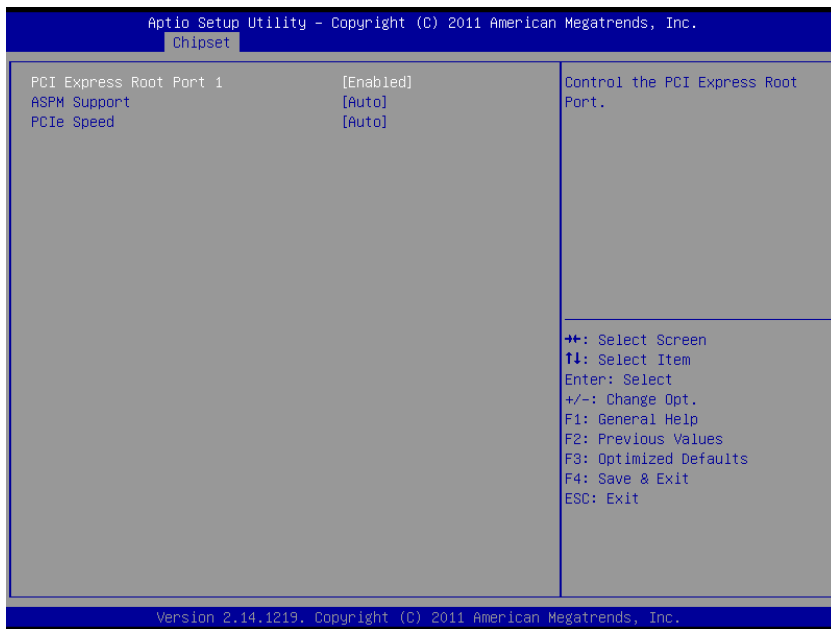 Aptio Setup Utility – Copyright (C) 2011 American Megatrends, Inc.
Chipset
PCI Express Root Port 1 [Enabled]
ASPM Support [Auto]
PCIe Speed [Auto]
Control the PCI Express Root
Port.
→←: Select Screen
↑↓: Select Item
Enter: Select
+/-: Change Opt.
F1: General Help
F2: Previous Values
F3: Optimized Defaults
F4: Save & Exit
ESC: Exit
Version 2.14.1219. Copyright (C) 2011 American Megatrends, Inc.